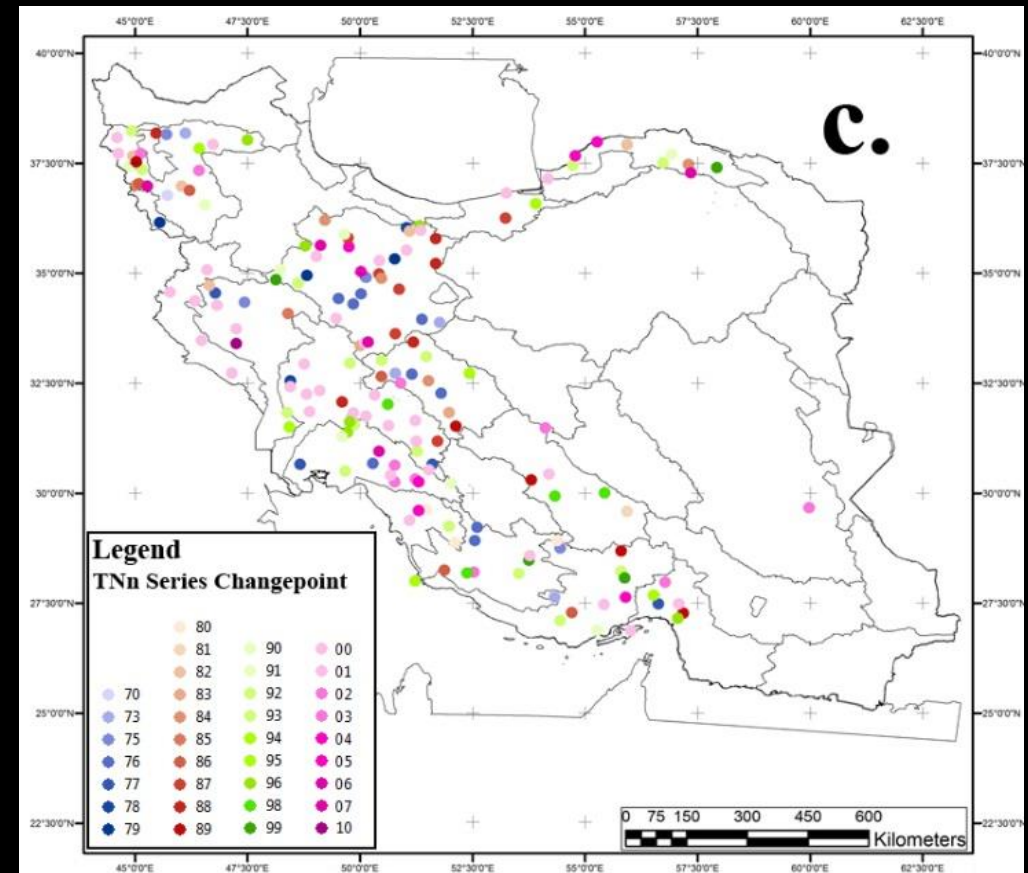 45°0'0"E 47°30'0"E 50°0'0"E 52°30'0"E 55°0'0"E 57°30'0"E 60°0'0"E 62°30'0"E
c.
40°0'0"N 40°0'0"N
37°30'0"N 37°30'0"N
35°0'0"N 35°0'0"N
32°30'0"N 32°30'0"N
30°0'0"N 30°0'0"N
27°30'0"N 27°30'0"N
25°0'0"N 25°0'0"N
22°30'0"N 22°30'0"N
Legend
TNn Series Changepoint
80
81 90 00
82 91 01
70 83 92 02
73 84 93 03
75 85 94 04
76 86 95 05
77 87 96 06
78 88 98 07
79 89 99 10
0 75 150 300 450 600
Kilometers
45°0'0"E 47°30'0"E 50°0'0"E 52°30'0"E 55°0'0"E 57°30'0"E 60°0'0"E 62°30'0"E